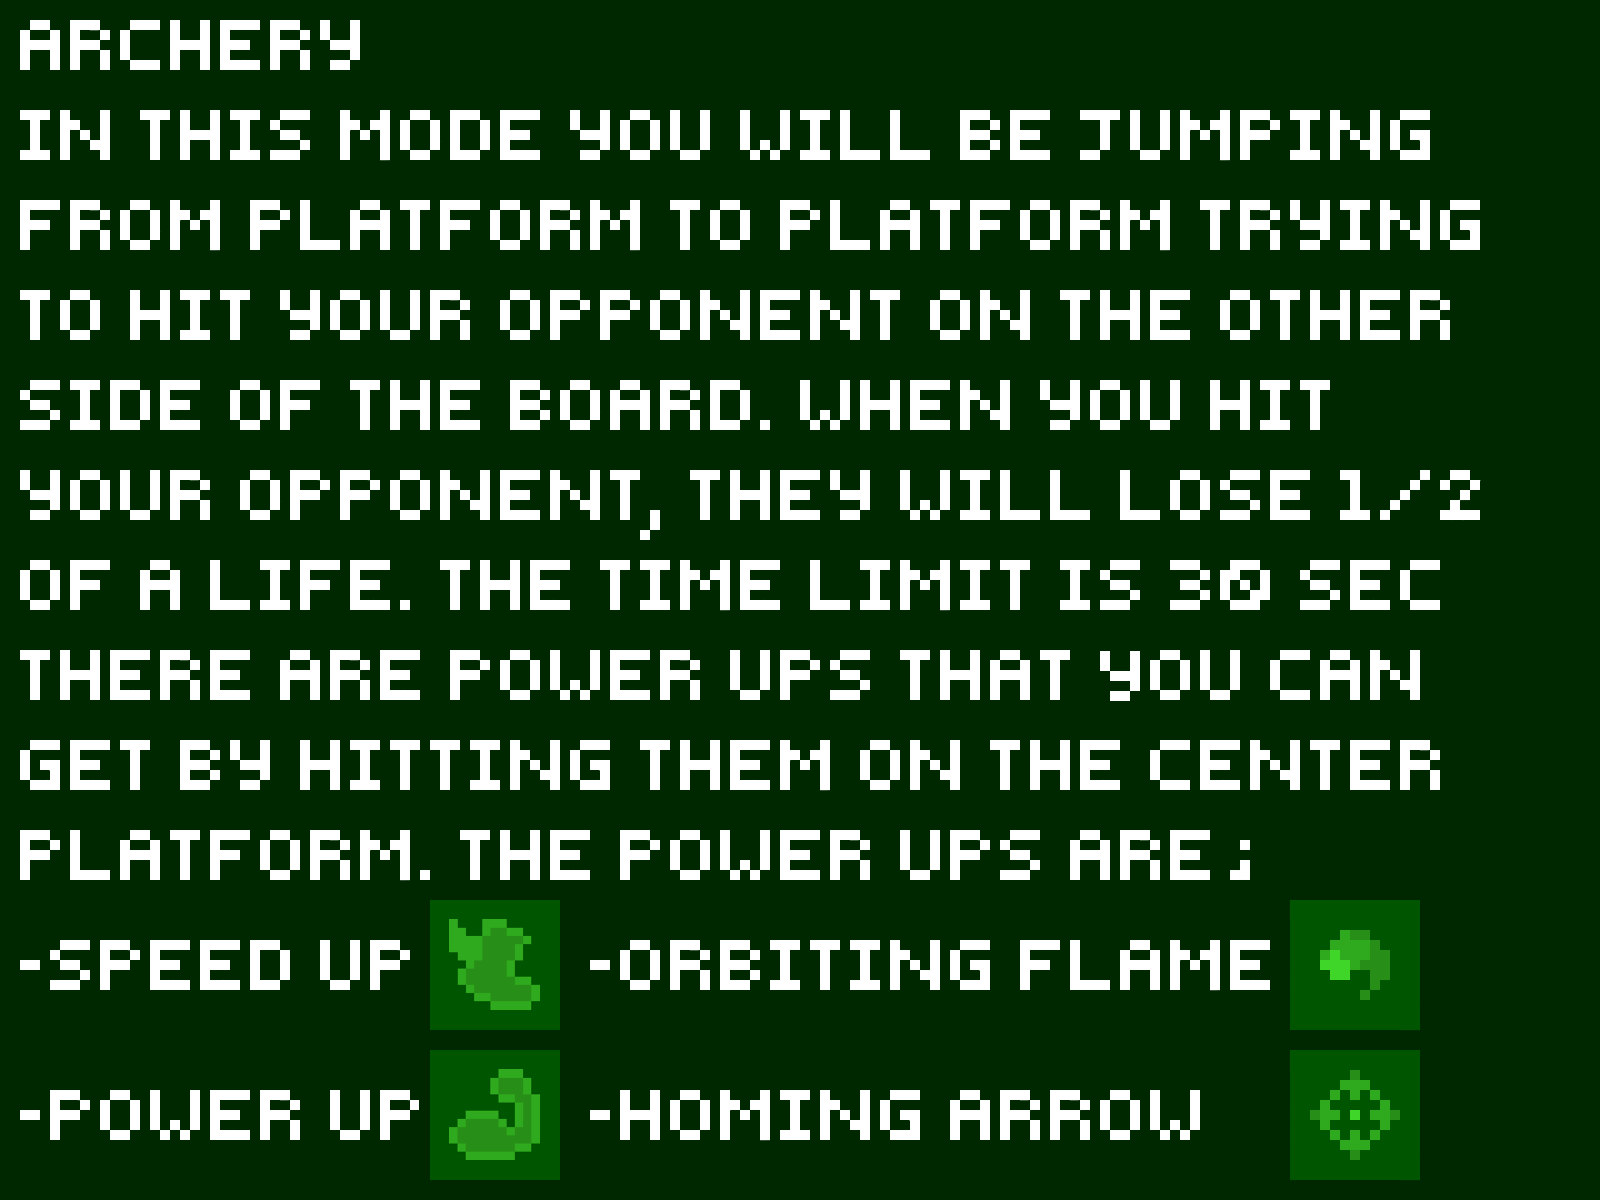 ARCHERY
IN THIS MODE YOU WILL BE JUMPING
FROM PLATFORM TO PLATFORM TRYING
TO HIT YOUR OPPONENT ON THE OTHER
SIDE OF THE BOARD. WHEN YOU HIT
YOUR OPPONENT, THEY WILL LOSE 1/2
OF A LIFE. THE TIME LIMIT IS 30 SEC
THERE ARE POWER UPS THAT YOU CAN
GET BY HITTING THEM ON THE CENTER
PLATFORM. THE POWER UPS ARE;
-SPEED UP -ORBITING FLAME
-POWER UP -HOMING ARROW